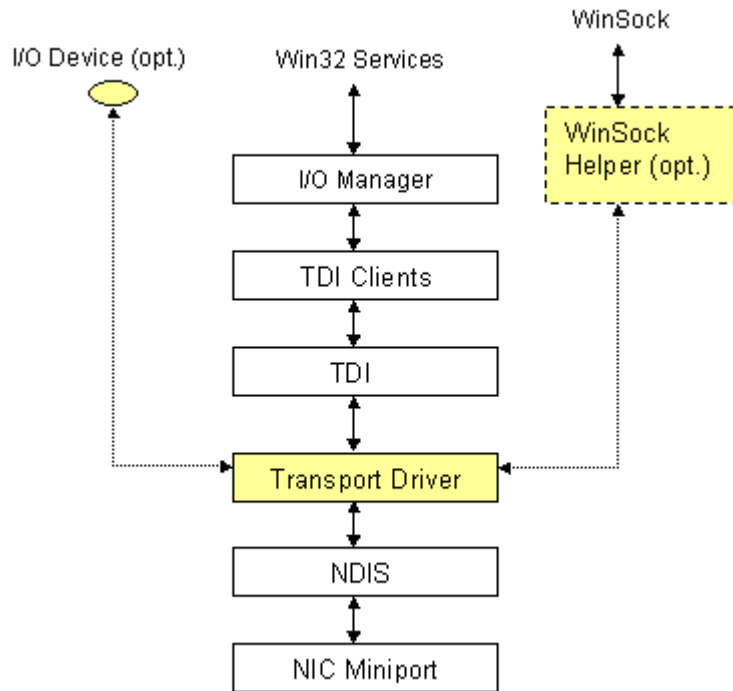 WinSock
I/O Device (opt.)
Win32 Services
WinSock
Helper (opt.)
I/O Manager
TDI Clients
TDI
Transport Driver
NDIS
NIC Miniport